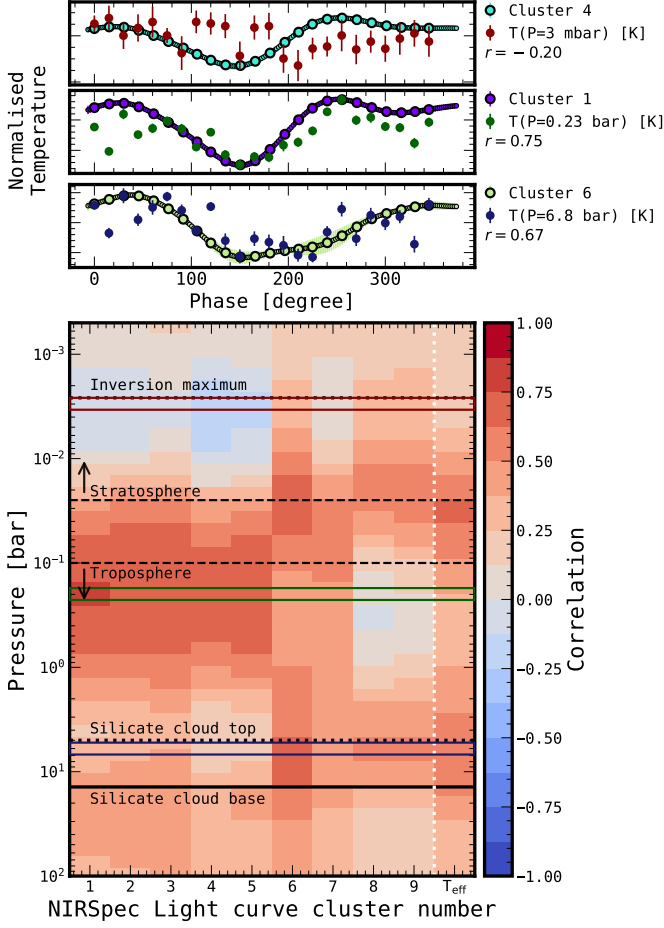 Normalised
Temperature
Cluster 4
T(P=3 mbar) [K]
r = −0.20
Cluster 1
T(P=0.23 bar) [K]
r = 0.75
Cluster 6
T(P=6.8 bar) [K]
r = 0.67
0 100 200 300
Phase [degree]
Pressure [bar]
10⁻³
10⁻²
10⁻¹
10⁰
10¹
10²
Inversion maximum
Stratosphere
Troposphere
Silicate cloud top
Silicate cloud base
1 2 3 4 5 6 7 8 9 T_eff
NIRSpec Light curve cluster number
1.00
0.75
0.50
0.25
0.00
−0.25
−0.50
−0.75
−1.00
Correlation